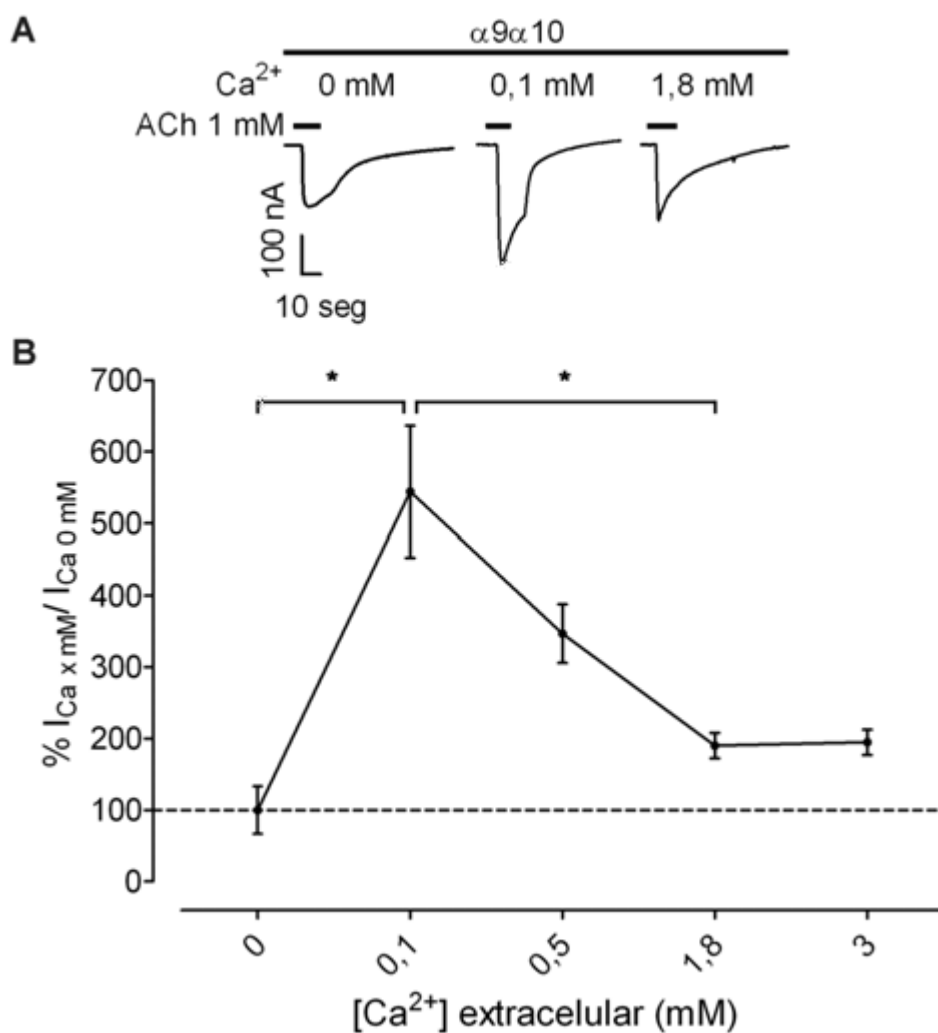 A
α9α10
Ca2+ 0 mM 0,1 mM 1,8 mM
ACh 1 mM
100 nA
10 seg
B
* *
% ICa x mM/ ICa 0 mM
700
600
500
400
300
200
100
0
0 0,1 0,5 1,8 3
[Ca2+] extracelular (mM)